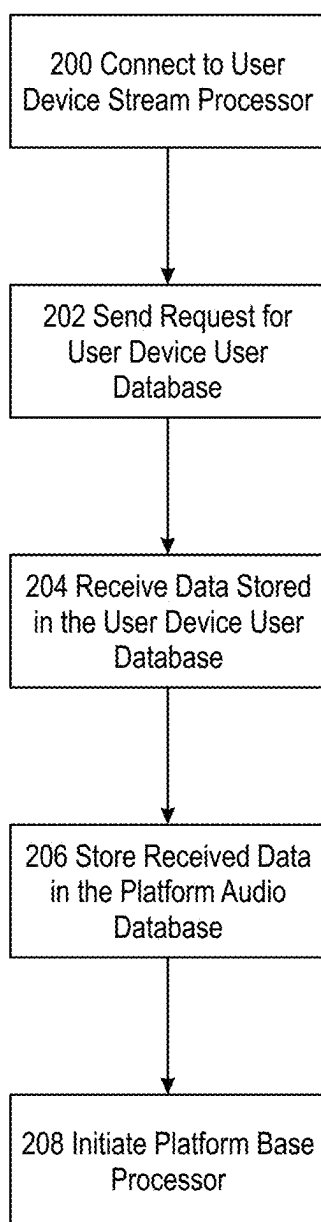 200 Connect to User
Device Stream Processor
202 Send Request for
User Device User
Database
204 Receive Data Stored
in the User Device User
Database
206 Store Received Data
in the Platform Audio
Database
208 Initiate Platform Base
Processor